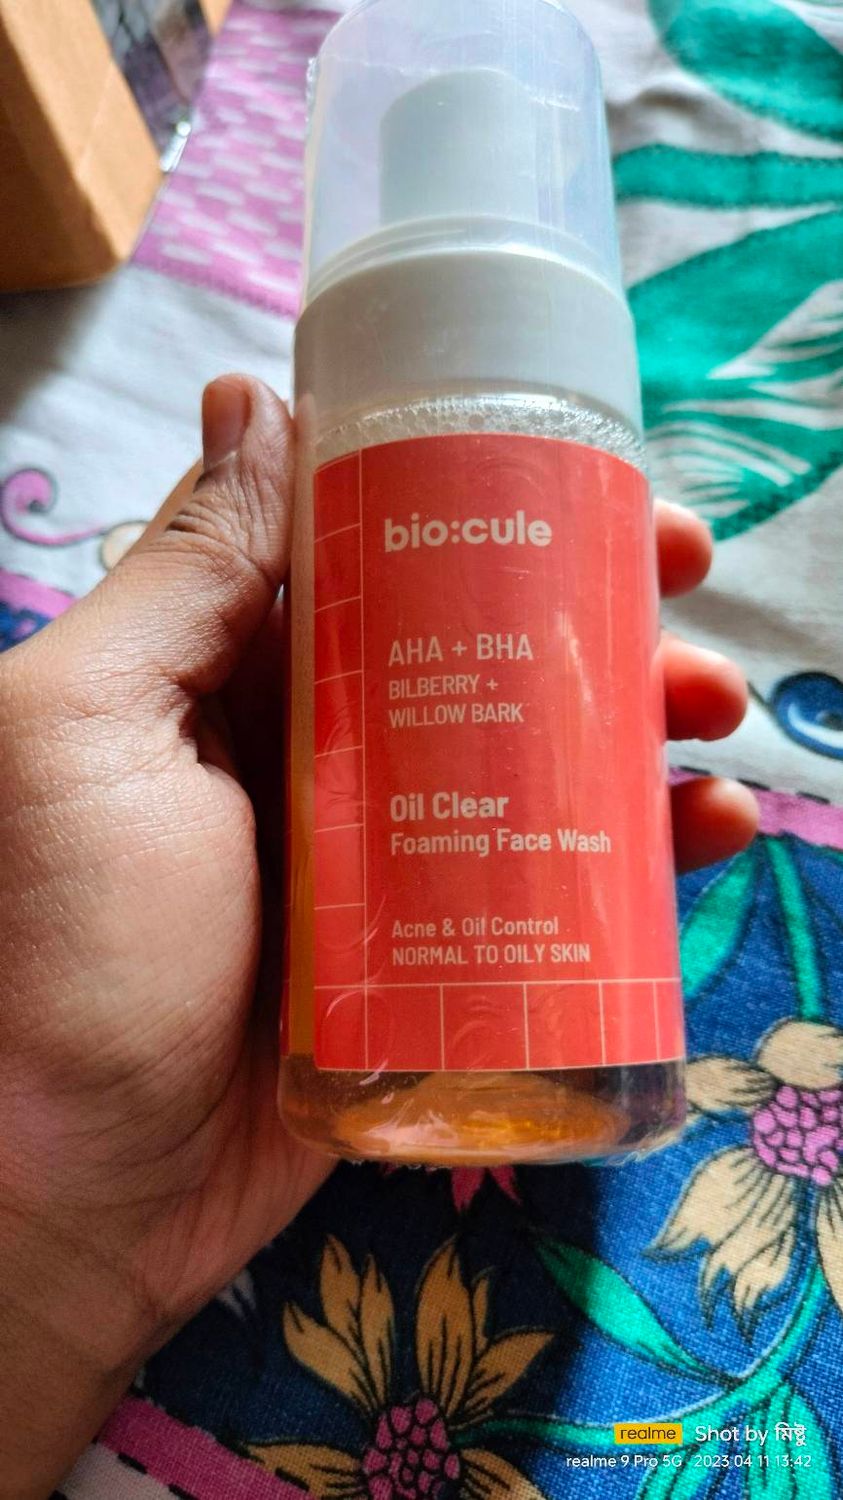 bio:cule
AHA + BHA
BILBERRY +
WILLOW BARK
Oil Clear
Foaming Face Wash
Acne & Oil Control
NORMAL TO OILY SKIN
realme Shot by মিষ্টু
realme 9 Pro 5G 2023.04.11 13:42